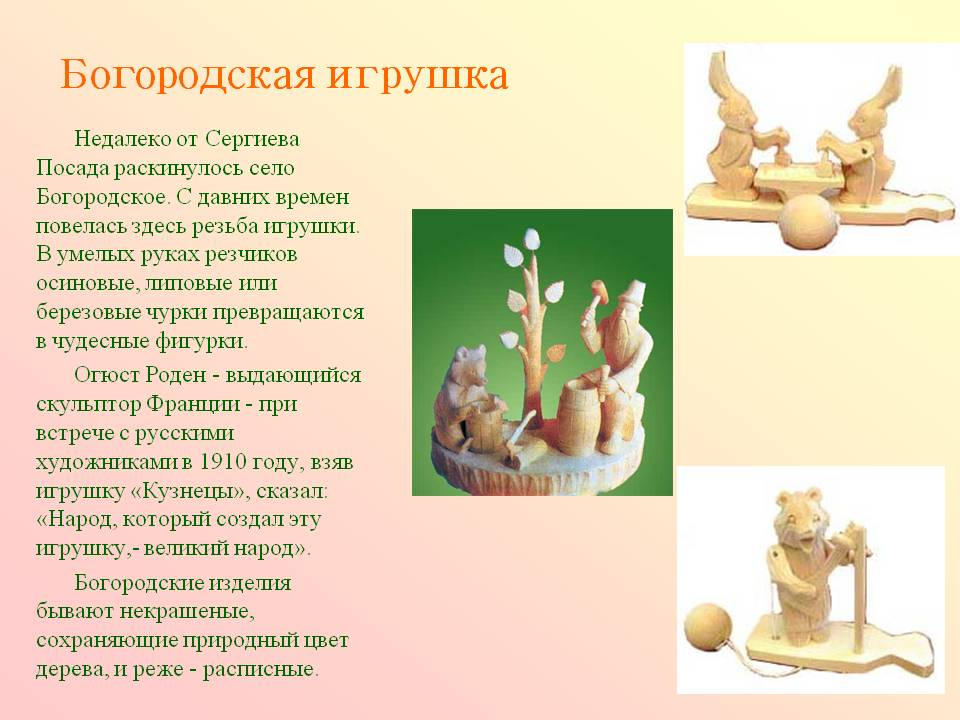 Богородская игрушка
Недалеко от Сергиева
Посада раскинулось село
Богородское. С давних времен
повелась здесь резьба игрушки.
В умелых руках резчиков
осиновые, липовые или
березовые чурки превращаются
в чудесные фигурки.
Огюст Роден - выдающийся
скульптор Франции - при
встрече с русскими
художниками в 1910 году, взяв
игрушку «Кузнецы», сказал:
«Народ, который создал эту
игрушку,- великий народ».
Богородские изделия
бывают некрашеные,
сохраняющие природный цвет
дерева, и реже - расписные.